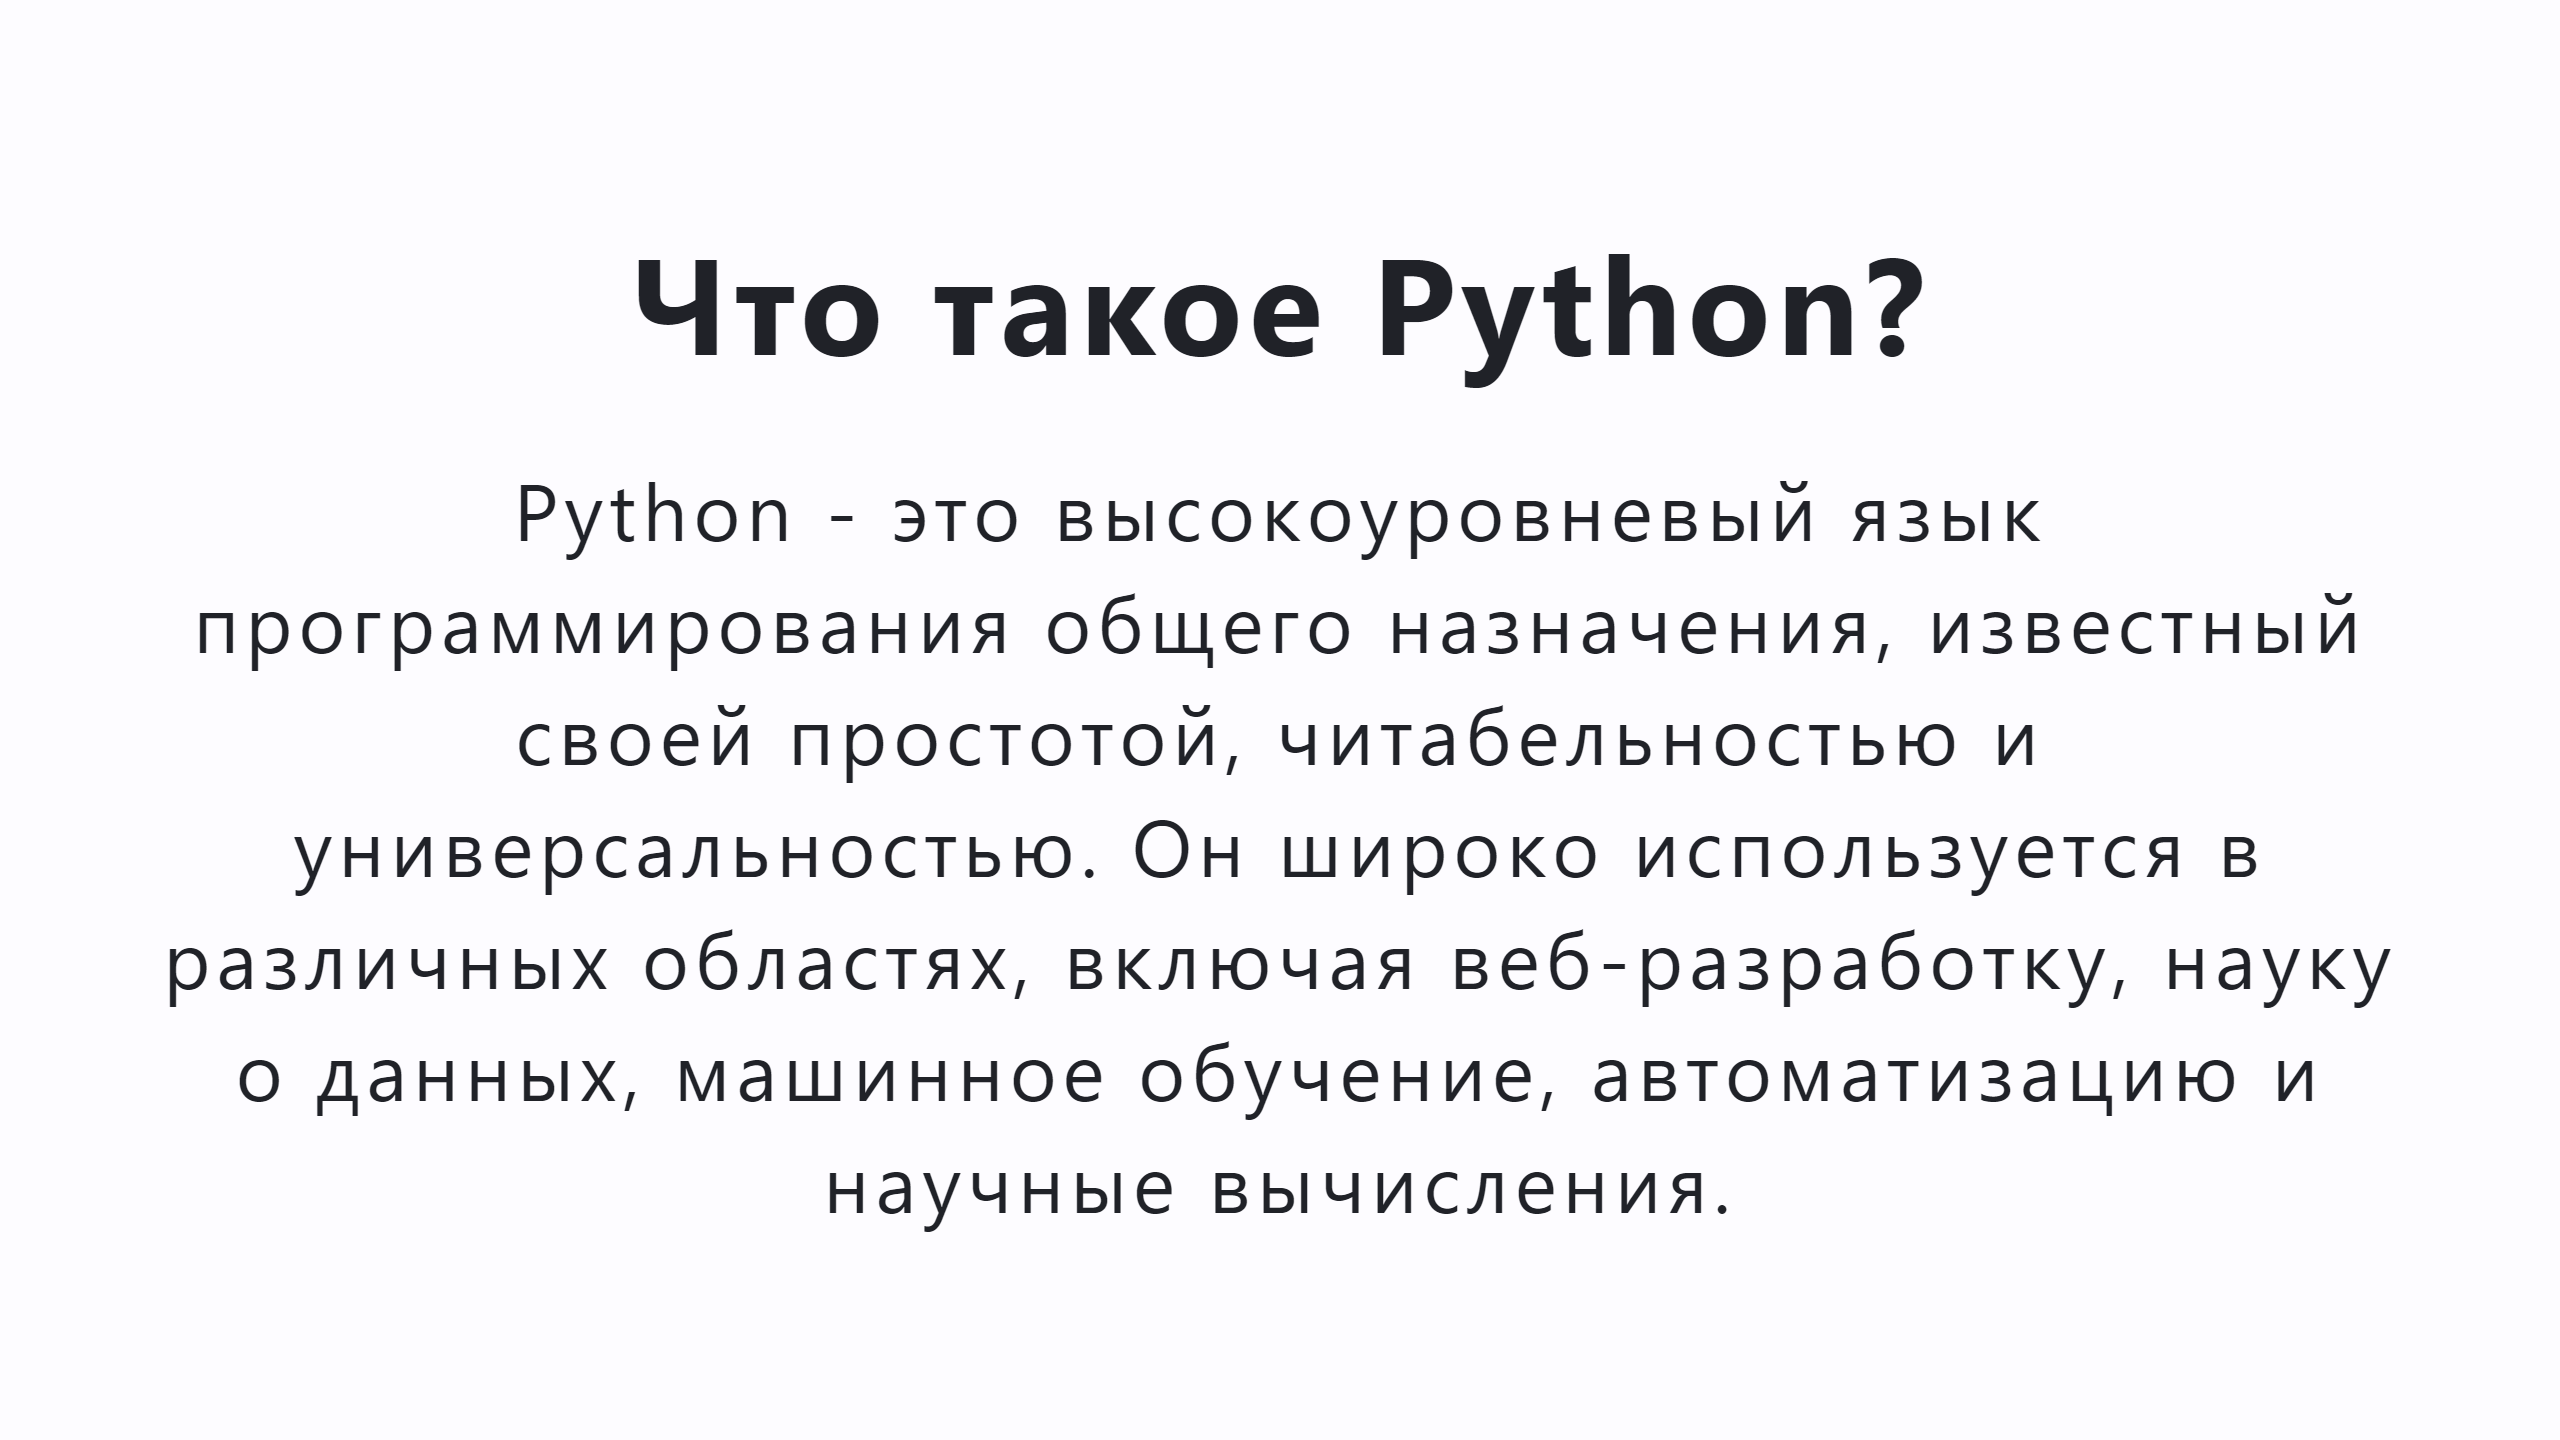 Что такое Python?
Python - это высокоуровневый язык
программирования общего назначения, известный
своей простотой, читабельностью и
универсальностью. Он широко используется в
различных областях, включая веб-разработку, науку
о данных, машинное обучение, автоматизацию и
научные вычисления.